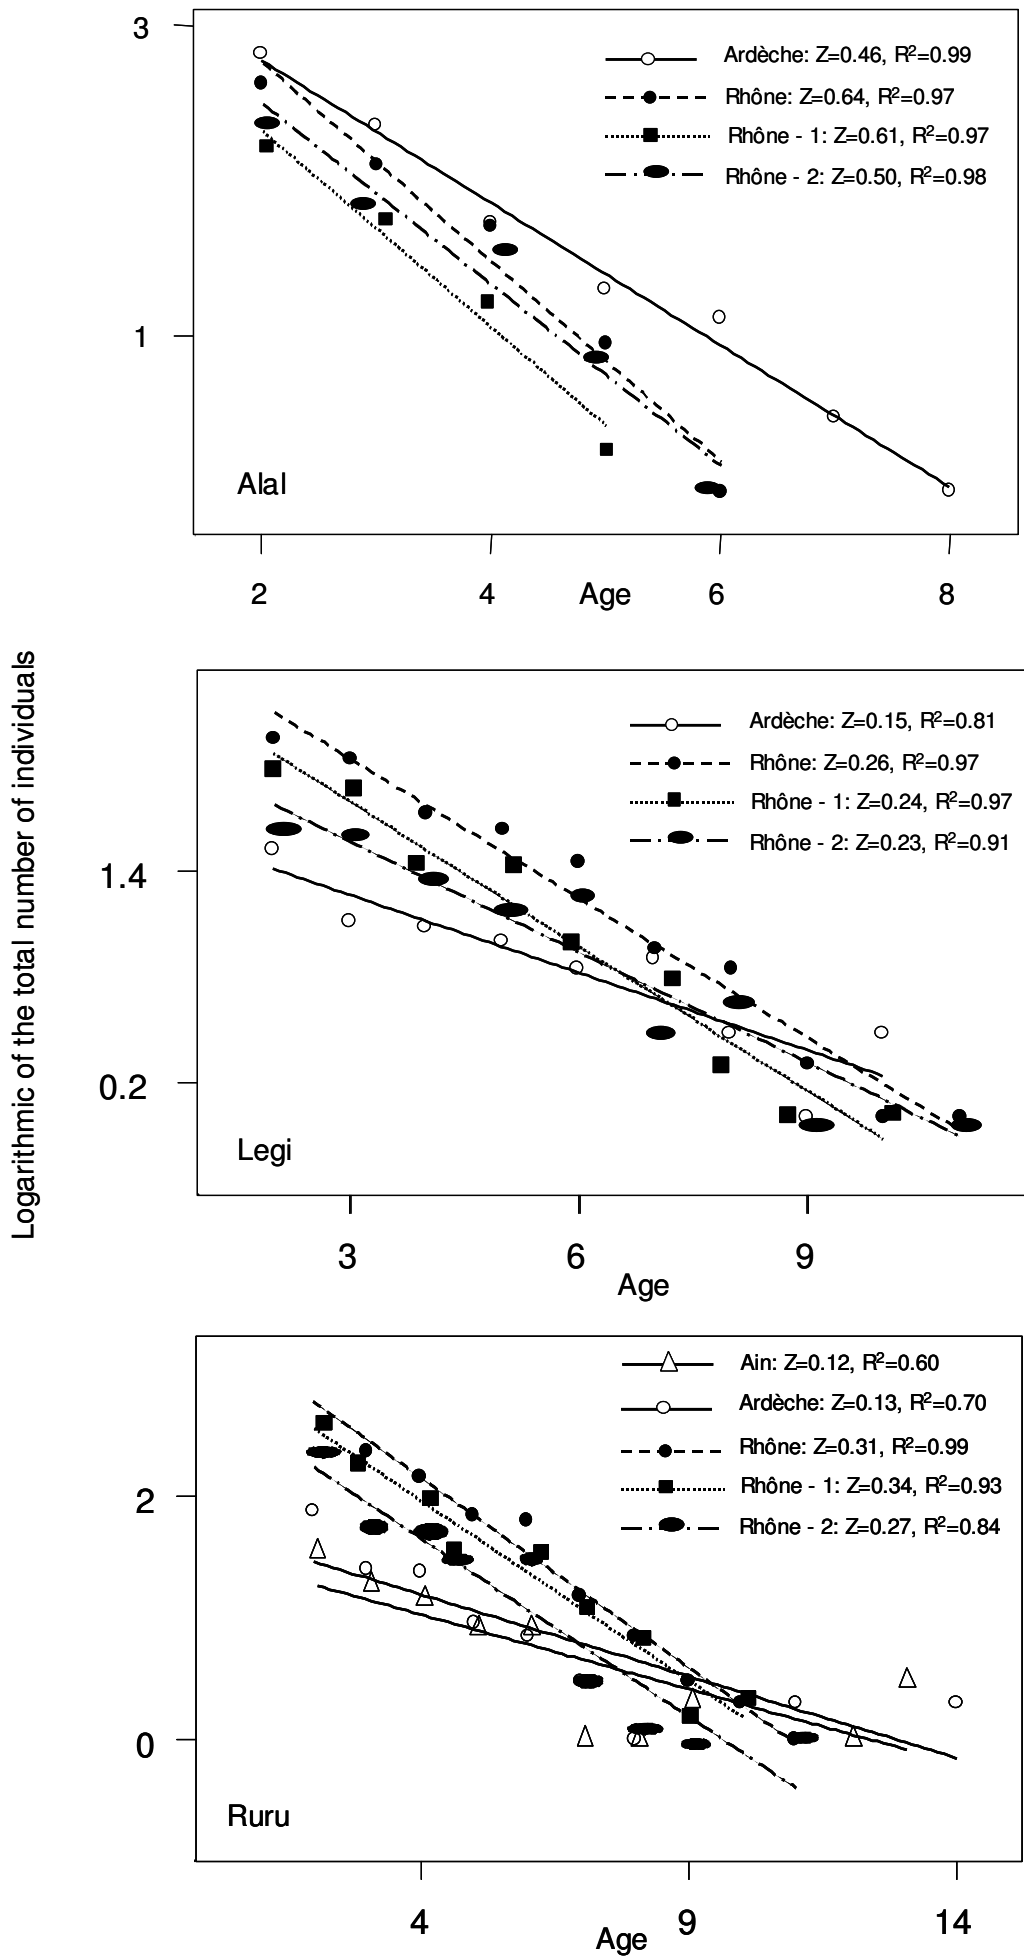 Logarithmic of the total number of individuals
3
1
Ardèche: Z=0.46, R²=0.99
Rhône: Z=0.64, R²=0.97
Rhône - 1: Z=0.61, R²=0.97
Rhône - 2: Z=0.50, R²=0.98
Alal
2 4 Age 6 8
1.4
0.2
Ardèche: Z=0.15, R²=0.81
Rhône: Z=0.26, R²=0.97
Rhône - 1: Z=0.24, R²=0.97
Rhône - 2: Z=0.23, R²=0.91
Legi
3 6 9
Age
2
0
Ain: Z=0.12, R²=0.60
Ardèche: Z=0.13, R²=0.70
Rhône: Z=0.31, R²=0.99
Rhône - 1: Z=0.34, R²=0.93
Rhône - 2: Z=0.27, R²=0.84
Ruru
4 9 14
Age